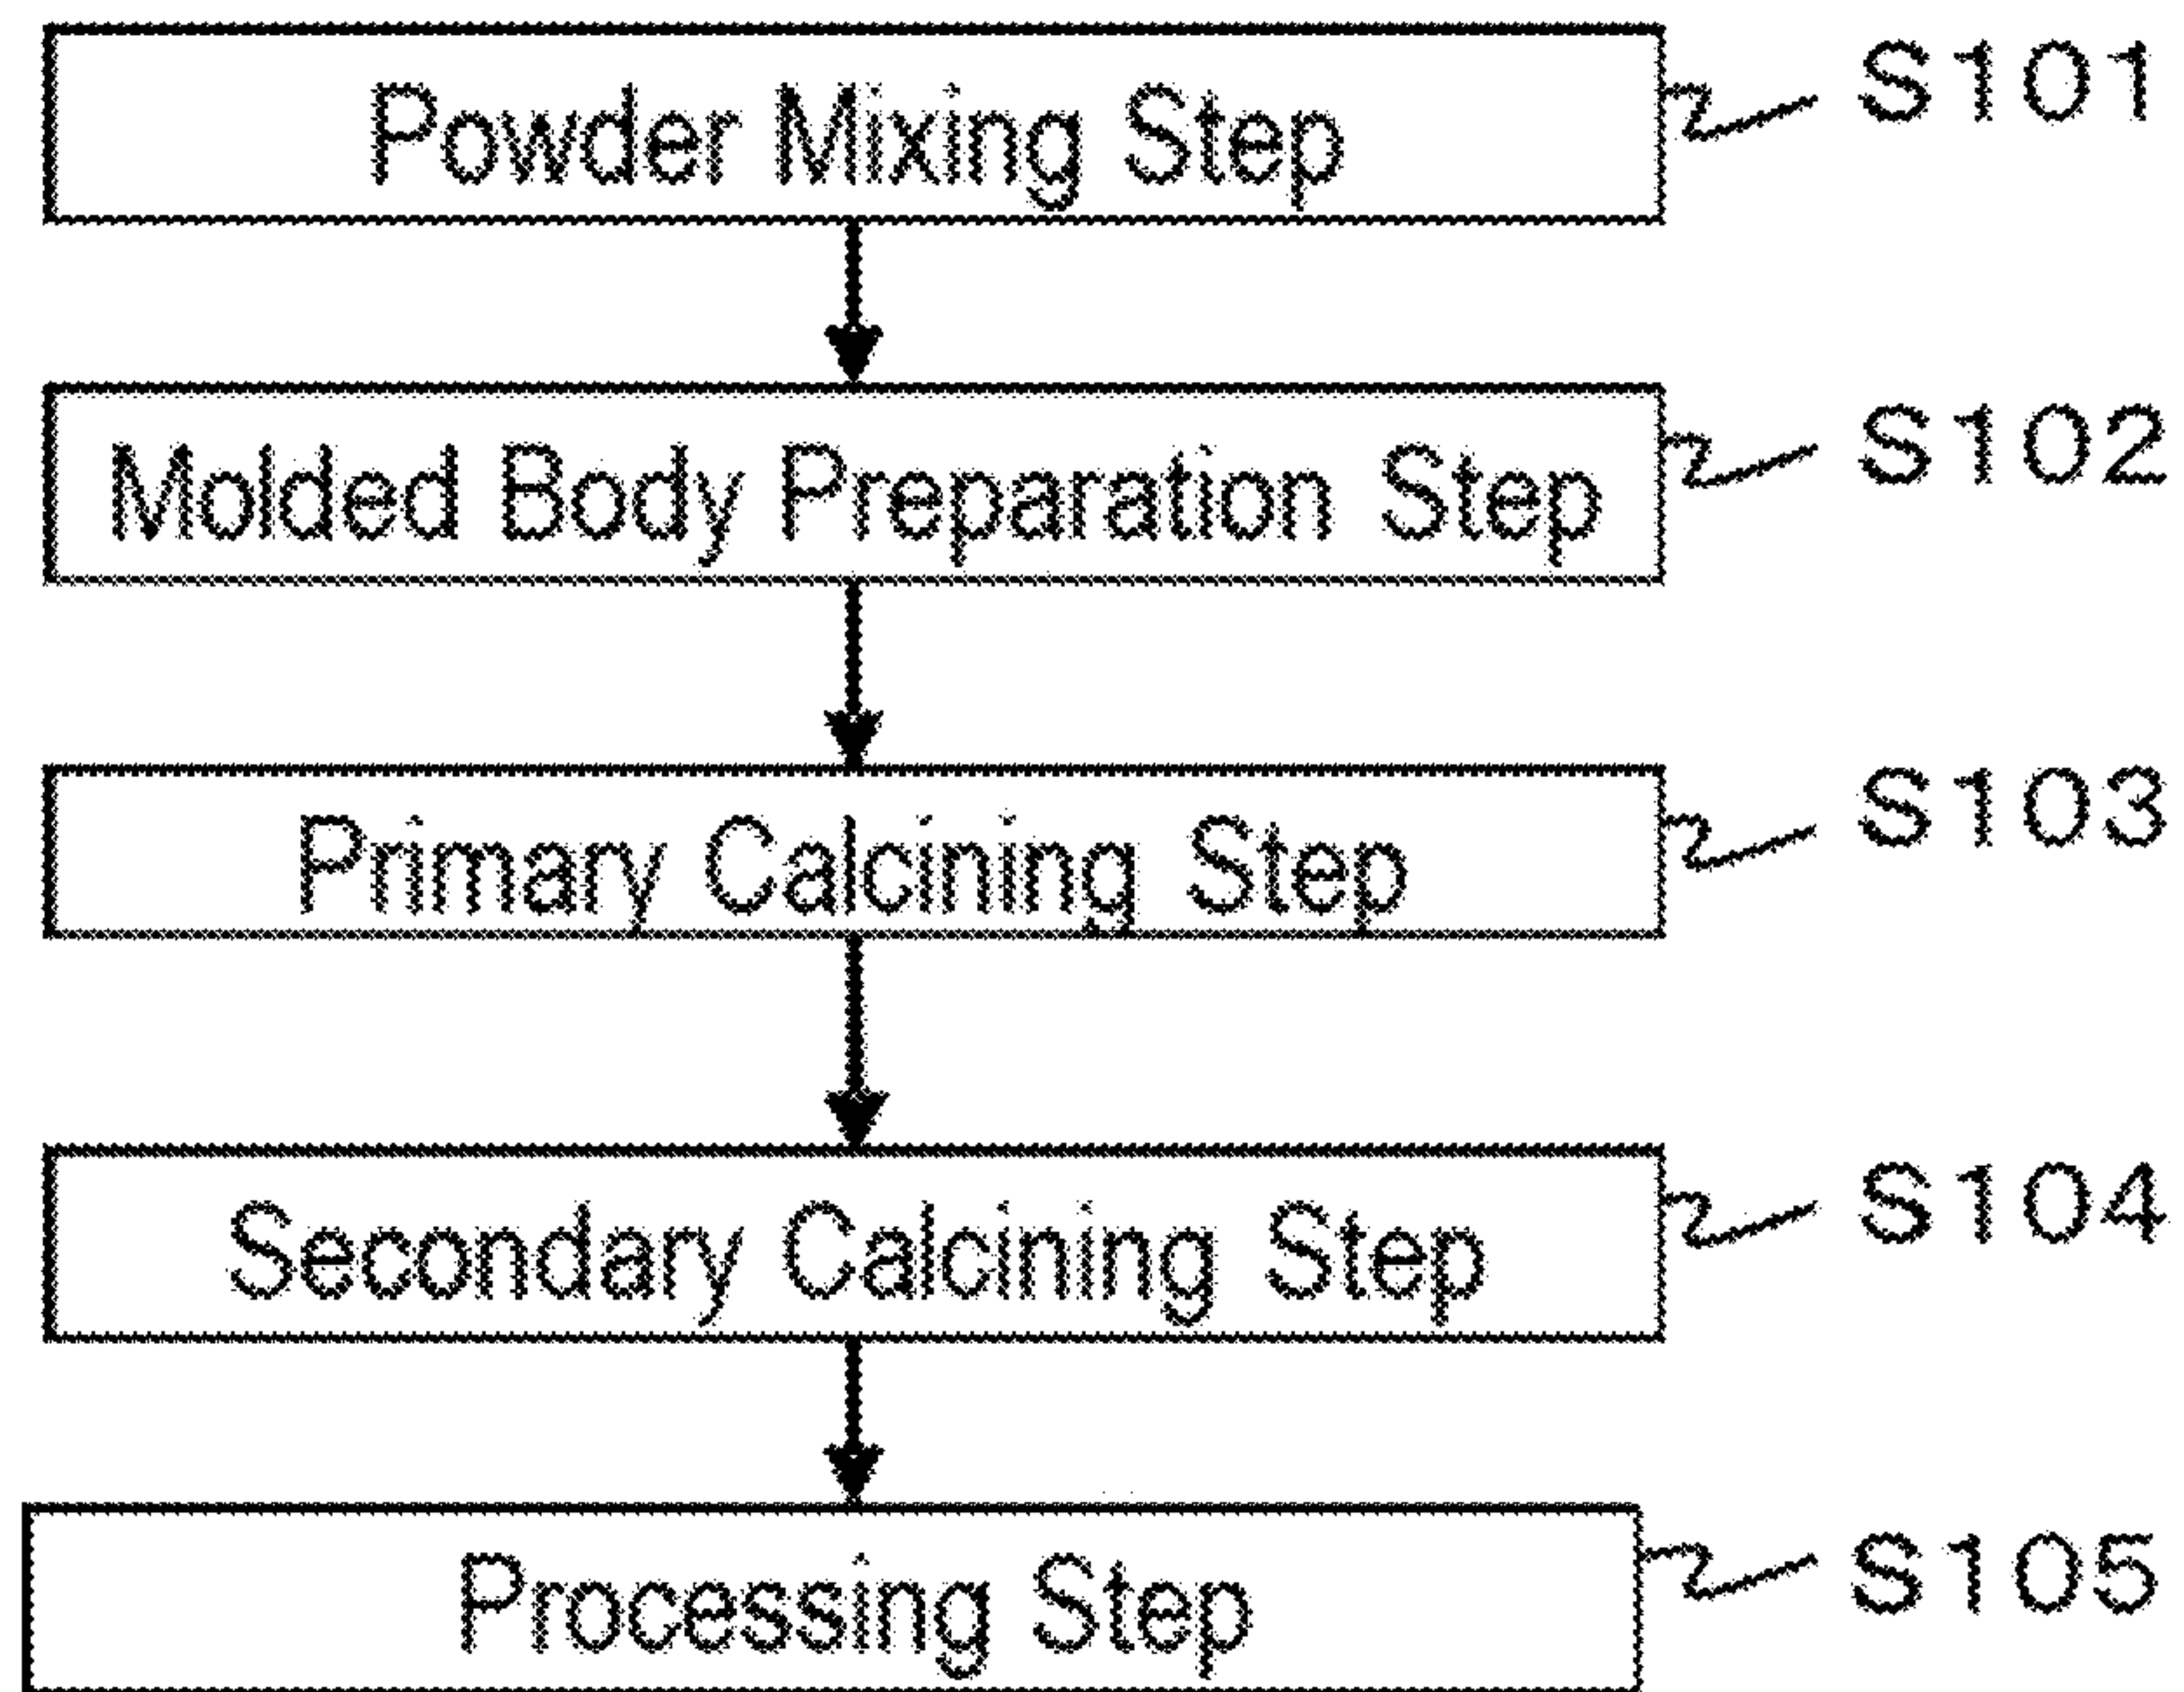 Powder Mixing Step S101
Molded Body Preparation Step S102
Primary Calcining Step S103
Secondary Calcining Step S104
Processing Step S105